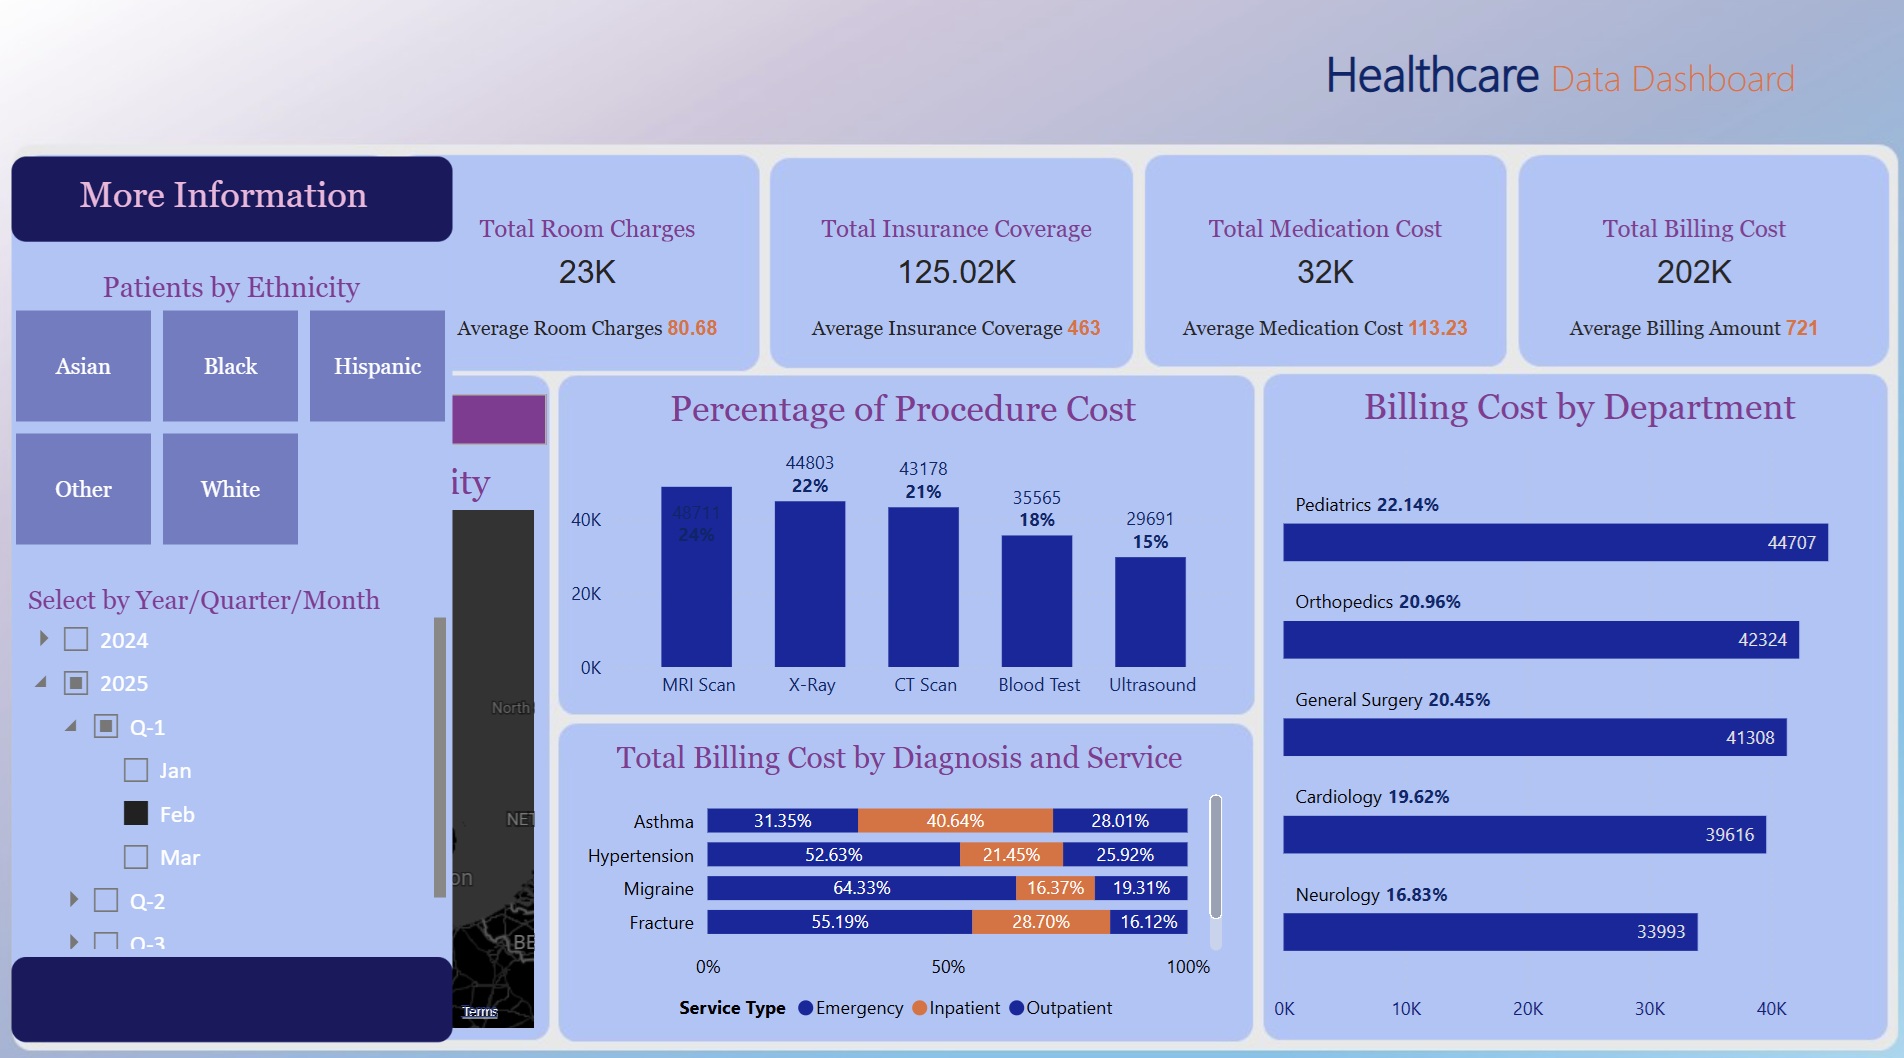 Healthcare Data Dashboard
More Information
Patients by Ethnicity
Asian
Black
Hispanic
Other
White
Select by Year/Quarter/Month
2024
2025
Q-1
Jan
Feb
Mar
Q-2
Q-3
Total Room Charges
23K
Average Room Charges 80.68
Total Insurance Coverage
125.02K
Average Insurance Coverage 463
Total Medication Cost
32K
Average Medication Cost 113.23
Total Billing Cost
202K
Average Billing Amount 721
ity
North
NET
on
BE
Terms
Percentage of Procedure Cost
40K
20K
0K
48711
24%
44803
22%
43178
21%
35565
18%
29691
15%
MRI Scan
X-Ray
CT Scan
Blood Test
Ultrasound
Total Billing Cost by Diagnosis and Service
Asthma 31.35% 40.64% 28.01%
Hypertension 52.63% 21.45% 25.92%
Migraine 64.33% 16.37% 19.31%
Fracture 55.19% 28.70% 16.12%
0% 50% 100%
Service Type Emergency Inpatient Outpatient
Billing Cost by Department
Pediatrics 22.14%
44707
Orthopedics 20.96%
42324
General Surgery 20.45%
41308
Cardiology 19.62%
39616
Neurology 16.83%
33993
0K 10K 20K 30K 40K